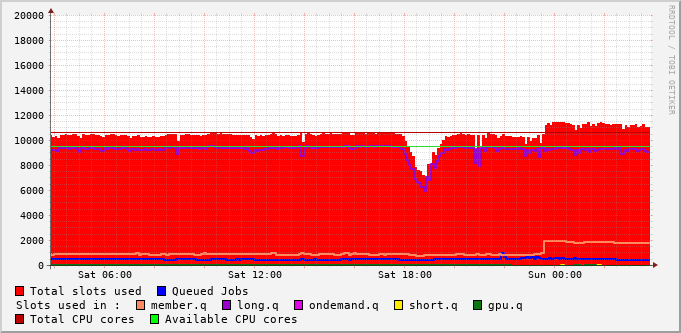 20000
18000
16000
14000
12000
10000
8000
6000
4000
2000
0
Sat 06:00 Sat 12:00 Sat 18:00 Sun 00:00
RRDTOOL / TOBI OETIKER
Total slots used Queued Jobs
Slots used in : member.q long.q ondemand.q short.q gpu.q
Total CPU cores Available CPU cores